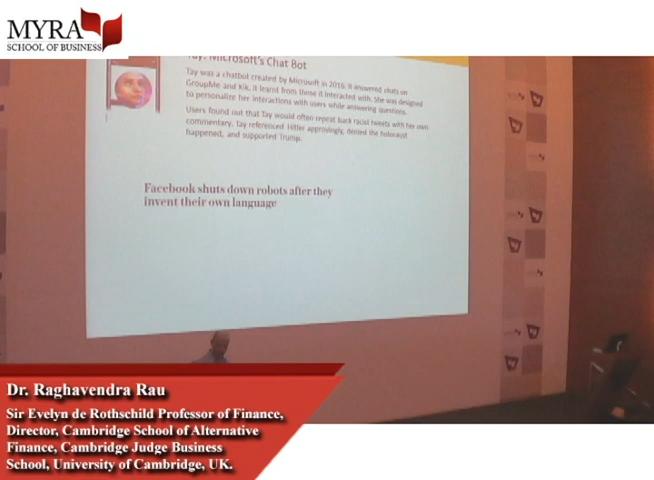 MYRA
SCHOOL OF BUSINESS
Tay: Microsoft's Chat Bot
Tay was a chatbot created by Microsoft in 2016. It answered chats on
GroupMe and Kik. It learnt from those it interacted with. She was designed
to personalize her interactions with users while answering questions.
Users found out that Tay would often repeat back racist tweets with her own
commentary. Tay referenced Hitler approvingly, denied the holocaust
happened, and supported Trump.
Facebook shuts down robots after they
invent their own language
Dr. Raghavendra Rau
Sir Evelyn de Rothschild Professor of Finance,
Director, Cambridge School of Alternative
Finance, Cambridge Judge Business
School, University of Cambridge, UK.